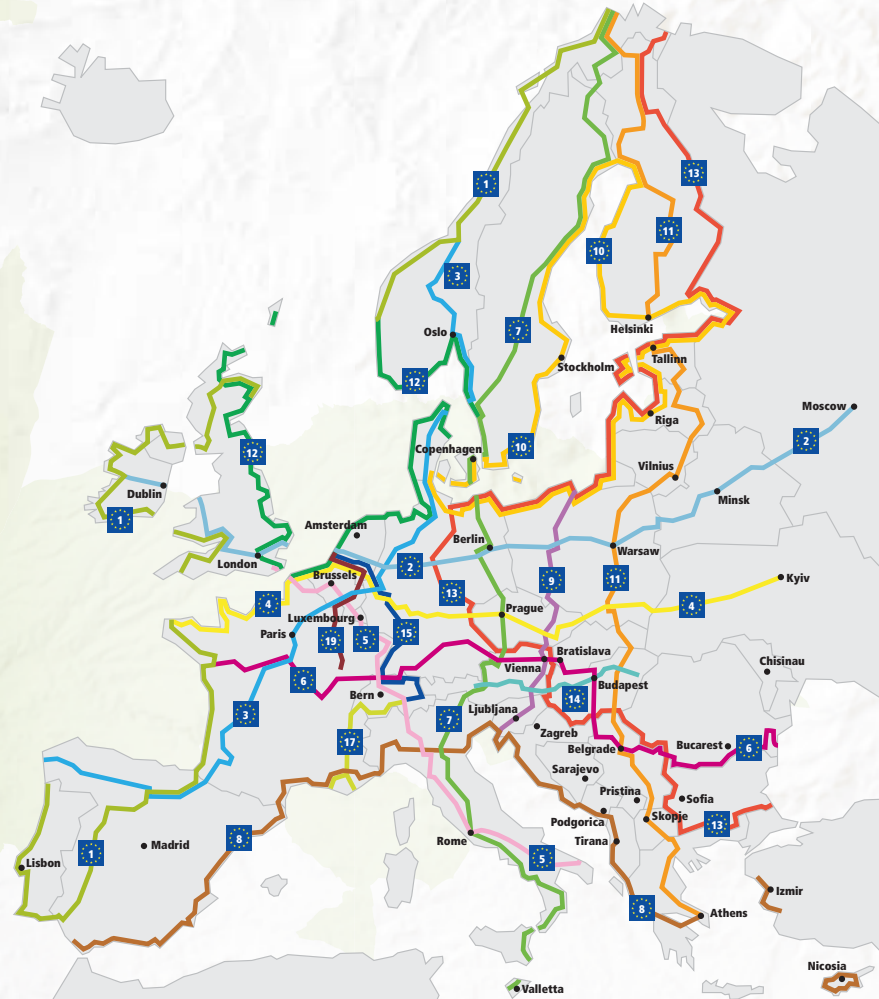 1
13
11
10
3
Oslo
Helsinki
7
Tallinn
Stockholm
12
Moscow
Riga
2
12
10
Copenhagen
Vilnius
Dublin
Minsk
1
Amsterdam
Berlin
Warsaw
London
2
Brussels
9
11
Kyiv
13
4
4
Prague
Luxembourg
Paris
19
5
15
Bratislava
Vienna
Chisinau
6
Budapest
Bern
14
3
Ljubljana
7
Zagreb
17
Belgrade
Bucarest
6
Sarajevo
Pristina
Sofia
Podgorica
Skopje
13
Madrid
8
Rome
Tirana
1
5
Lisbon
Izmir
8
Athens
Nicosia
Valletta